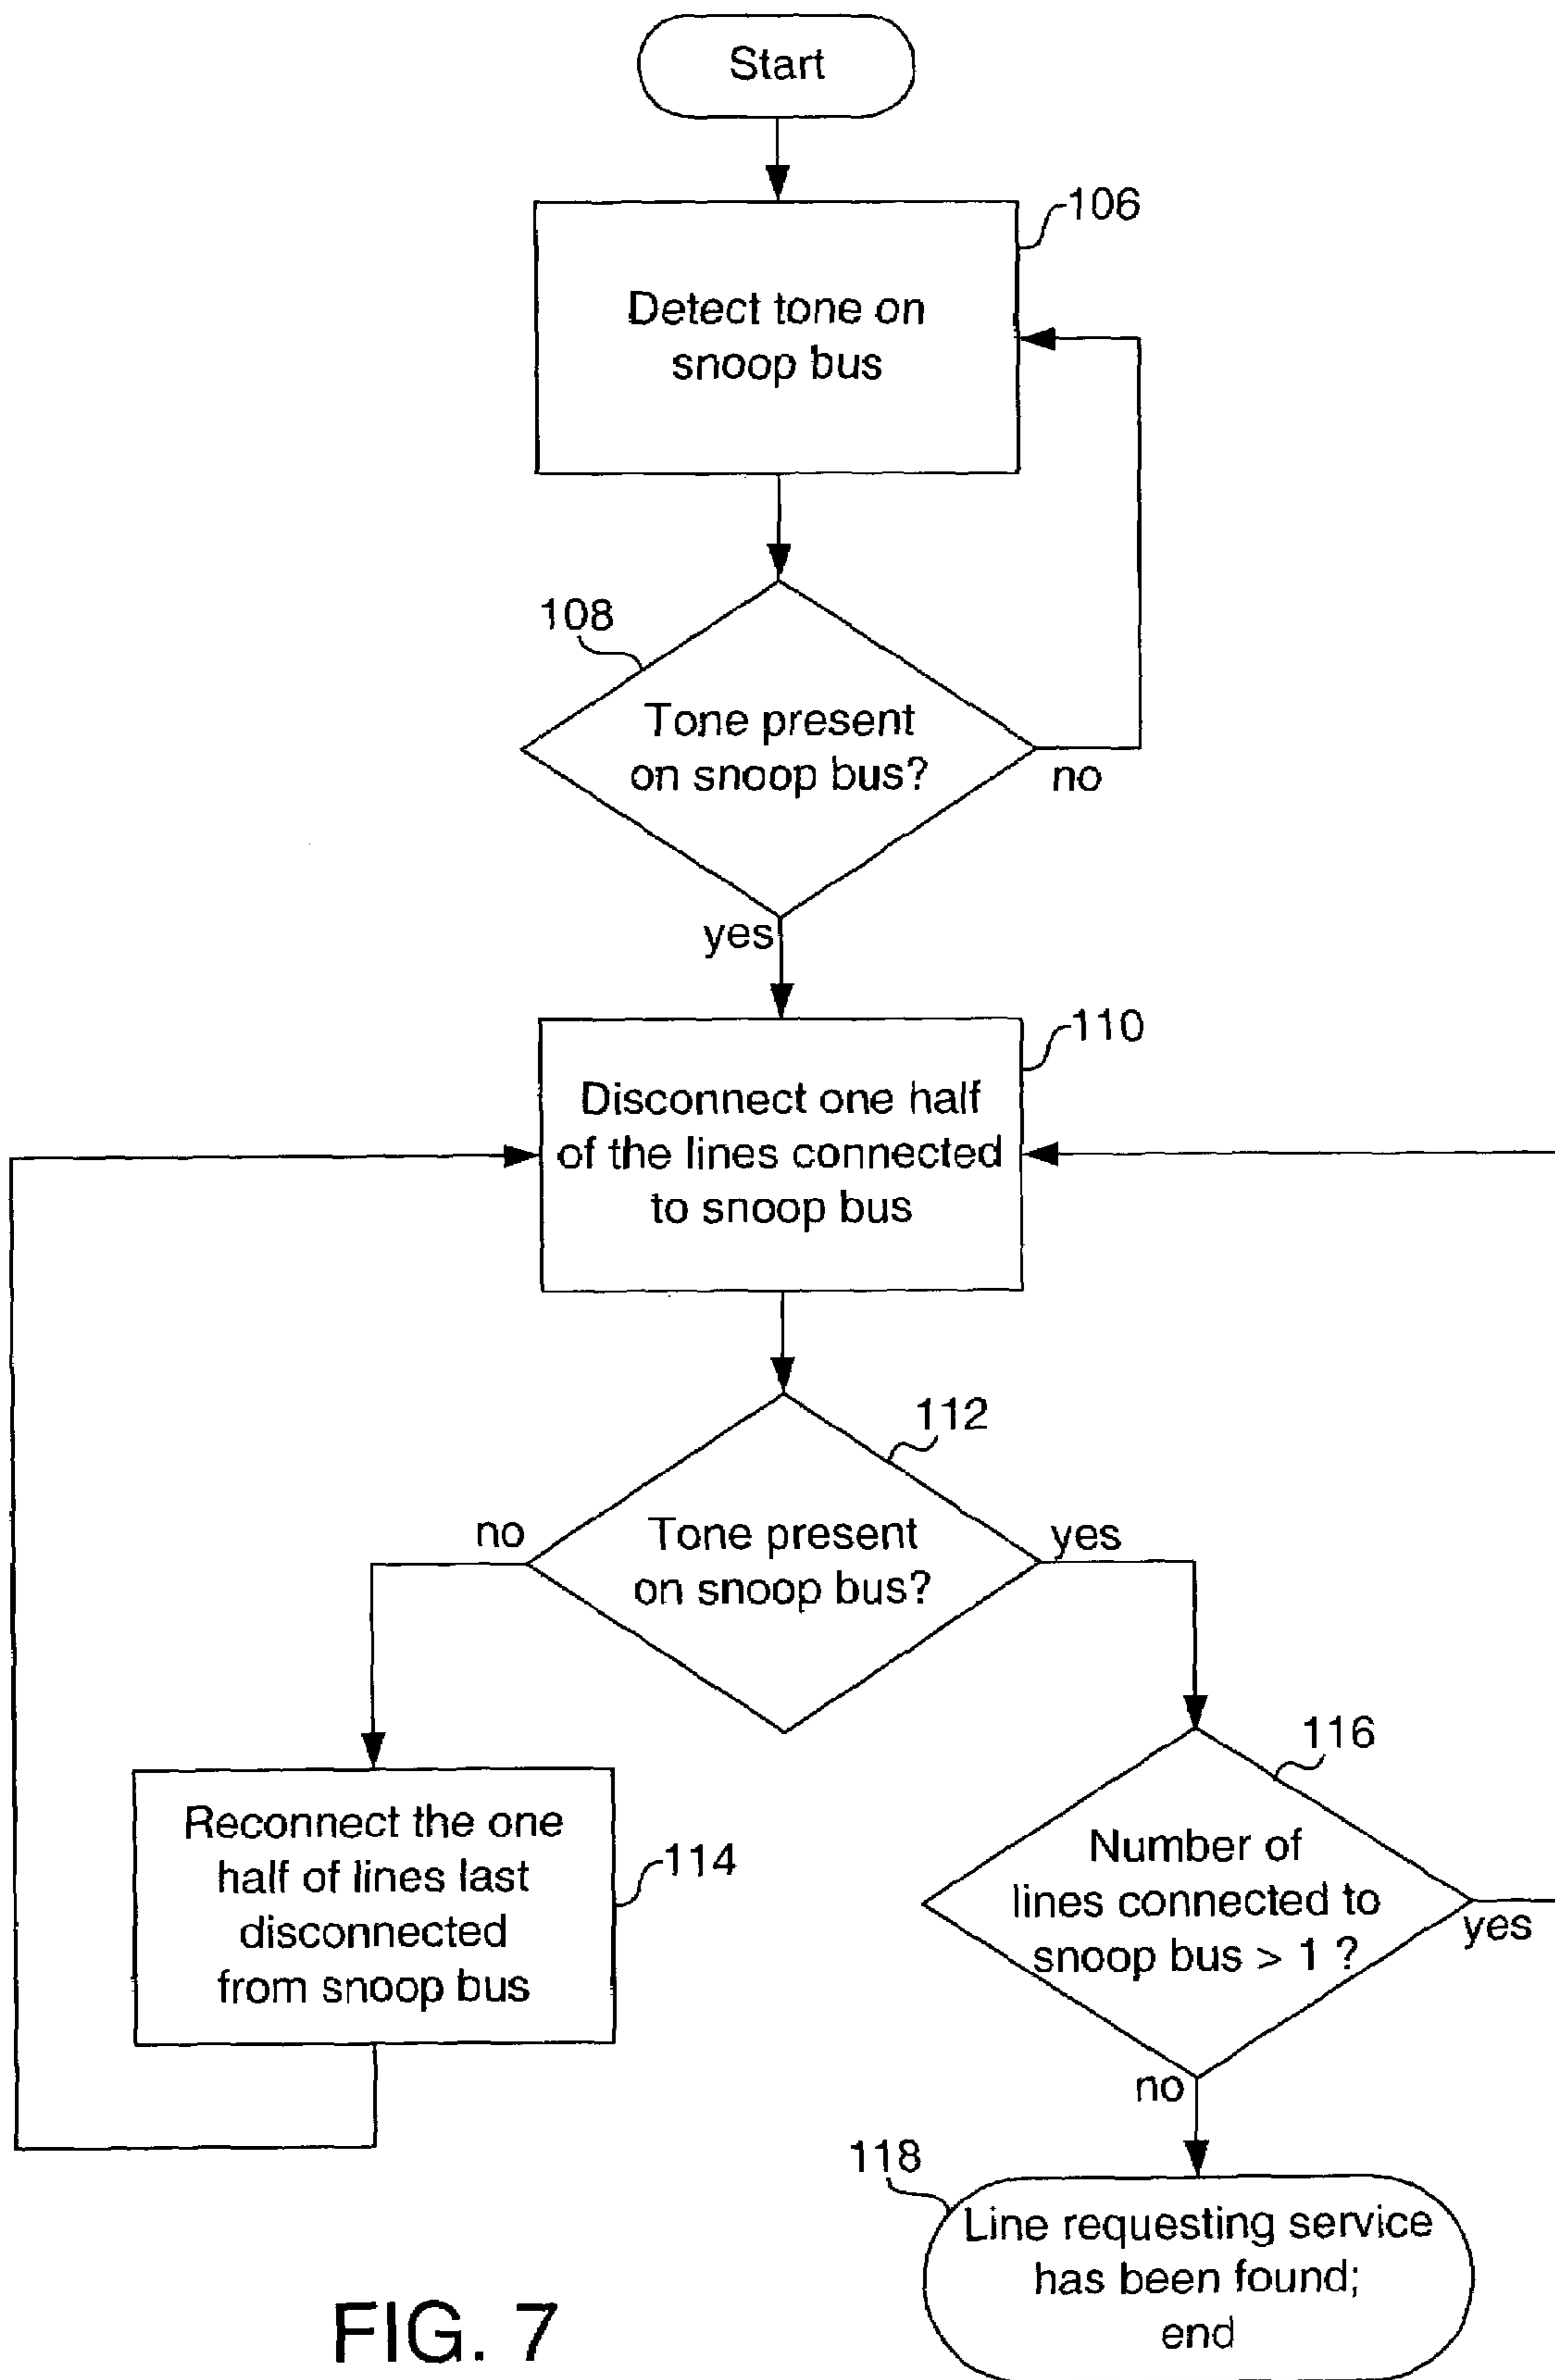 Start
106
Detect tone on
snoop bus
108
Tone present
on snoop bus?
no
yes
110
Disconnect one half
of the lines connected
to snoop bus
112
no
Tone present
on snoop bus?
yes
116
Reconnect the one
half of lines last
disconnected
from snoop bus
114
Number of
lines connected to
snoop bus > 1 ?
yes
no
118
Line requesting service
has been found;
end
FIG. 7